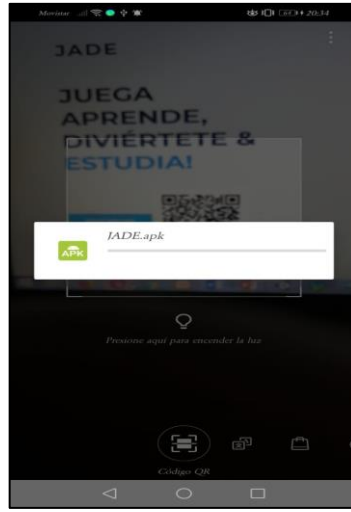 Movistar
20:34
JADE
JUEGA
APRENDE,
DIVIÉRTETE &
ESTUDIA!
JADE.apk
APK
Presione aquí para encender la luz
Código QR